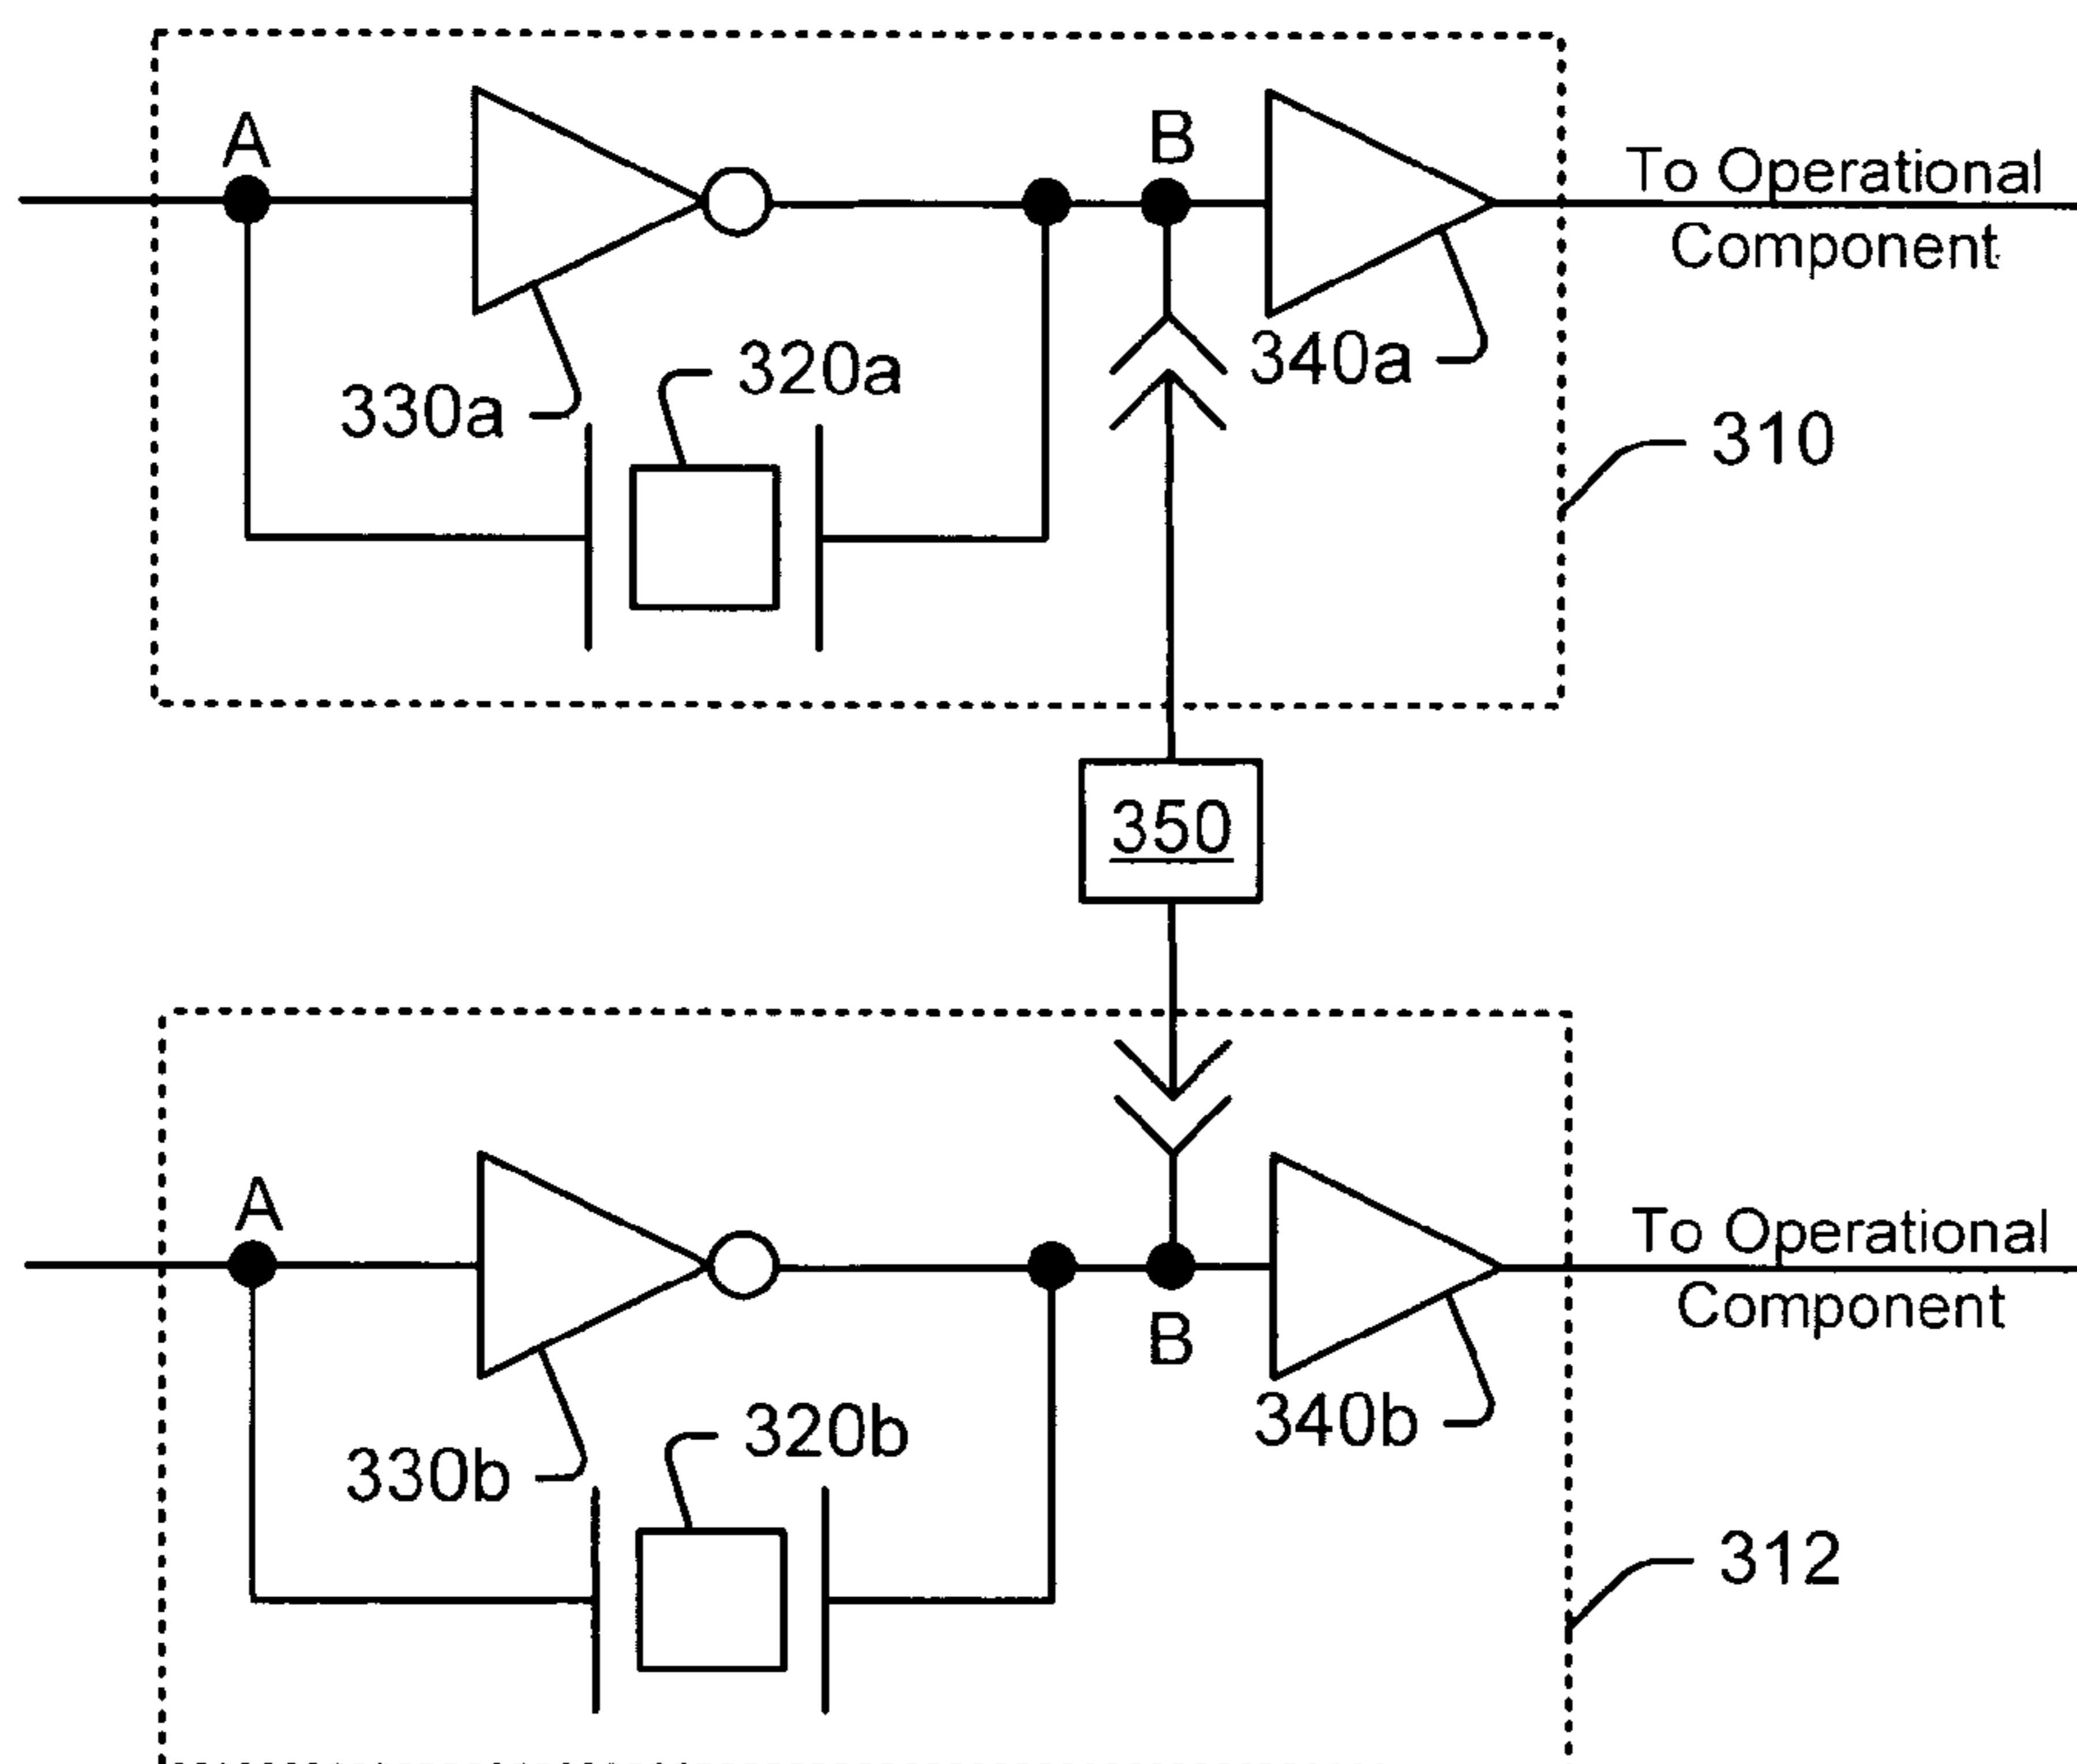 A
B
To Operational
Component
340a
320a
330a
310
350
A
B
To Operational
Component
340b
320b
330b
312